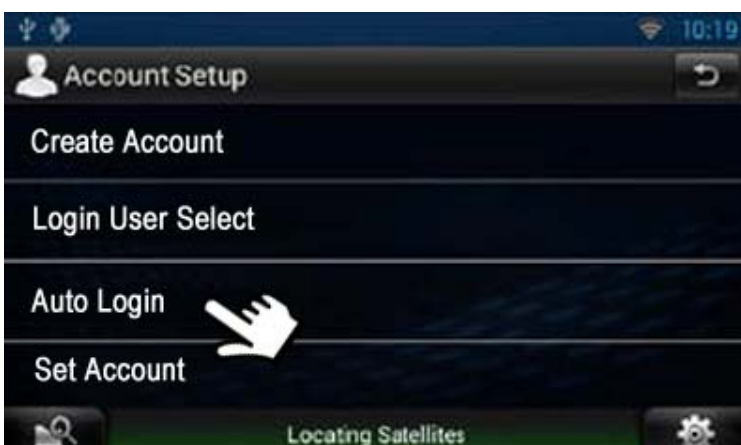 10:19
Account Setup
Create Account
Login User Select
Auto Login
Set Account
Locating Satellites